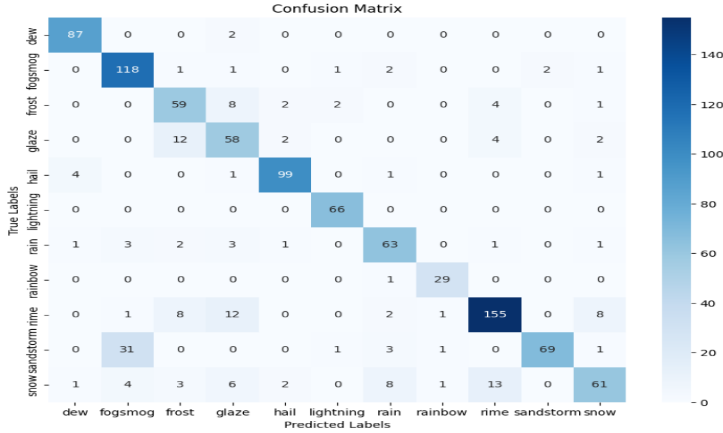 Confusion Matrix
dew 87 0 0 2 0 0 0 0 0 0 0
fogsmog 0 118 1 1 0 1 2 0 0 2 1
frost 0 0 59 8 2 2 0 0 4 0 1
glaze 0 0 12 58 2 0 0 0 4 0 2
hail 4 0 0 1 99 0 1 0 0 0 1
lightning 0 0 0 0 0 66 0 0 0 0 0
rain 1 3 2 3 1 0 63 0 1 0 1
rainbow 0 0 0 0 0 0 1 29 0 0 0
rime 0 1 8 12 0 0 2 1 155 0 8
sandstorm 0 31 0 0 0 1 3 1 0 69 1
snow 1 4 3 6 2 0 8 1 13 0 61
dew fogsmog frost glaze hail lightning rain rainbow rime sandstorm snow
Predicted Labels
True Labels
140
120
100
80
60
40
20
0